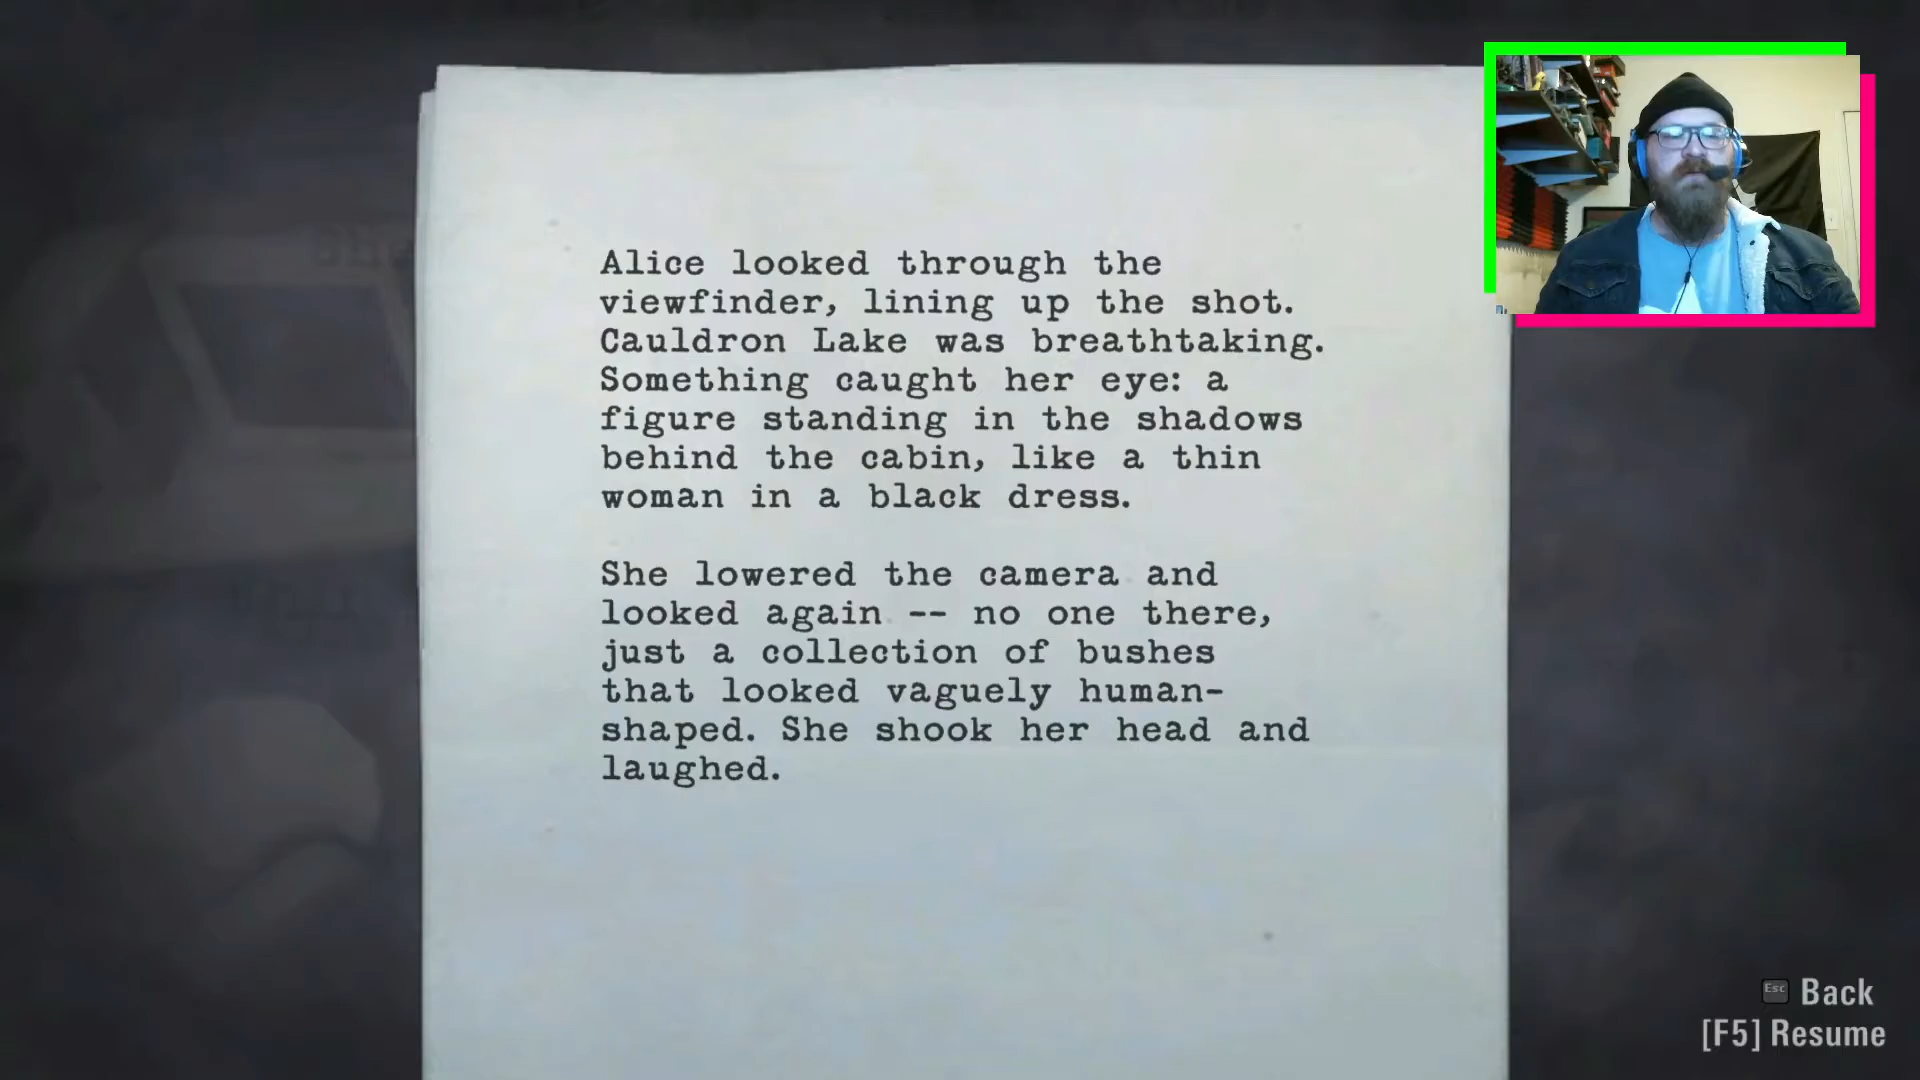 Alice looked through the
viewfinder, lining up the shot.
Cauldron Lake was breathtaking.
Something caught her eye: a
figure standing in the shadows
behind the cabin, like a thin
woman in a black dress.
She lowered the camera and
looked again -- no one there,
just a collection of bushes
that looked vaguely human-
shaped. She shook her head and
laughed.
Esc Back
[F5] Resume